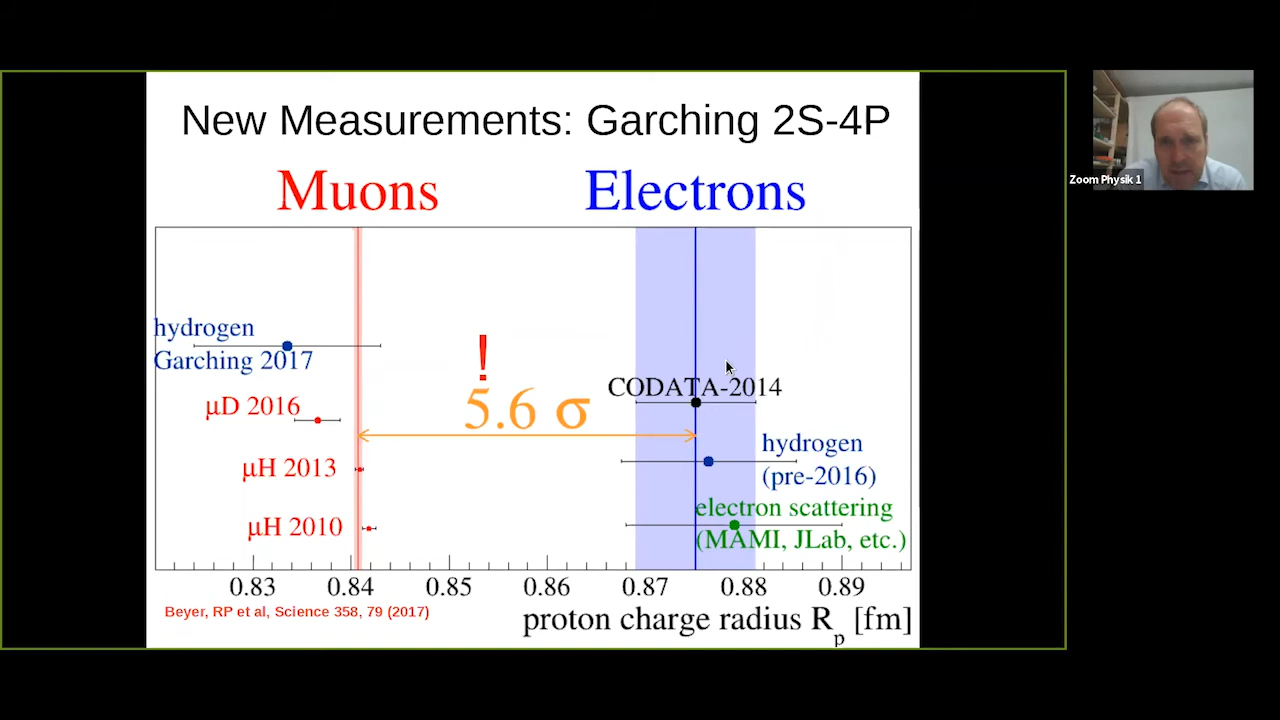 New Measurements: Garching 2S-4P
Zoom Physik 1
Muons
Electrons
hydrogen
Garching 2017
!
CODATA-2014
μD 2016
5.6 σ
hydrogen
(pre-2016)
μH 2013
electron scattering
(MAMI, JLab, etc.)
μH 2010
0.83 0.84 0.85 0.86 0.87 0.88 0.89
Beyer, RP et al, Science 358, 79 (2017)
proton charge radius Rp [fm]